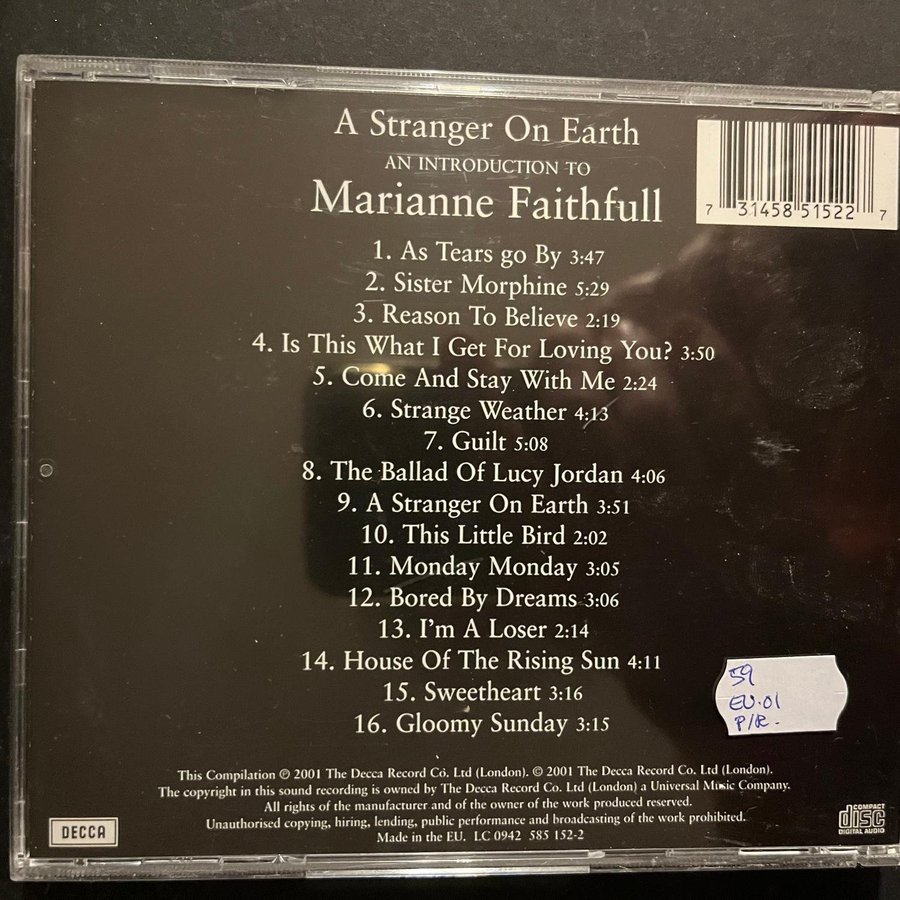 A Stranger On Earth
AN INTRODUCTION TO
Marianne Faithfull
7 31458 51522 7
1. As Tears go By 3:47
2. Sister Morphine 5:29
3. Reason To Believe 2:19
4. Is This What I Get For Loving You? 3:50
5. Come And Stay With Me 2:24
6. Strange Weather 4:13
7. Guilt 5:08
8. The Ballad Of Lucy Jordan 4:06
9. A Stranger On Earth 3:51
10. This Little Bird 2:02
11. Monday Monday 3:05
12. Bored By Dreams 3:06
13. I'm A Loser 2:14
14. House Of The Rising Sun 4:11
15. Sweetheart 3:16
16. Gloomy Sunday 3:15
59
EU.01
P/R.
This Compilation ℗ 2001 The Decca Record Co. Ltd (London). © 2001 The Decca Record Co. Ltd (London).
The copyright in this sound recording is owned by The Decca Record Co. Ltd (London) a Universal Music Company.
All rights of the manufacturer and of the owner of the work produced reserved.
Unauthorised copying, hiring, lending, public performance and broadcasting of the work prohibited.
Made in the EU. LC 0942 585 152-2
DECCA
COMPACT
disc
DIGITAL AUDIO